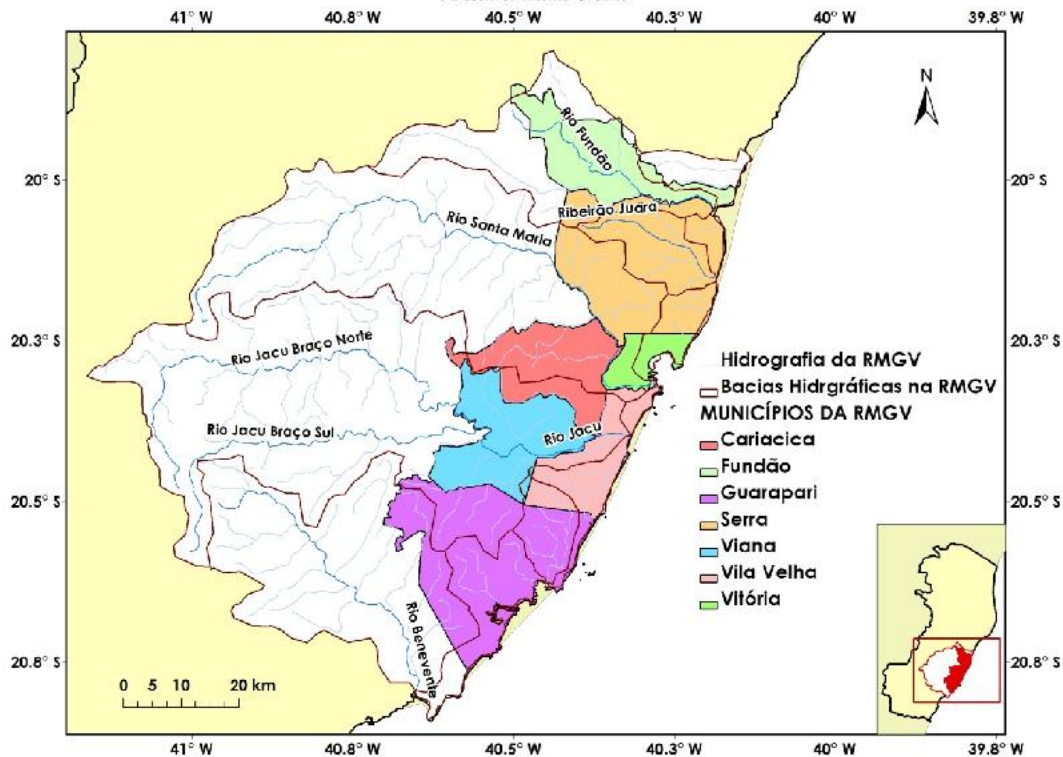 41° W 40.8° W 40.5° W 40.3° W 40° W 39.8° W
N
Rio Fundão
20° S 20° S
Ribeirão Juara
Rio Santa Maria
20.3° S 20.3° S
Rio Jacu Braço Norte
Hidrografia da RMGV
Bacias Hidrgráficas na RMGV
MUNICÍPIOS DA RMGV
Rio Jacu Braço Sul
Rio Jacu
Cariacica
Fundão
20.5° S 20.5° S
Guarapari
Serra
Viana
Vila Velha
Vitória
Rio Benevente
20.8° S 20.8° S
0 5 10 20 km
41° W 40.8° W 40.5° W 40.3° W 40° W 39.8° W